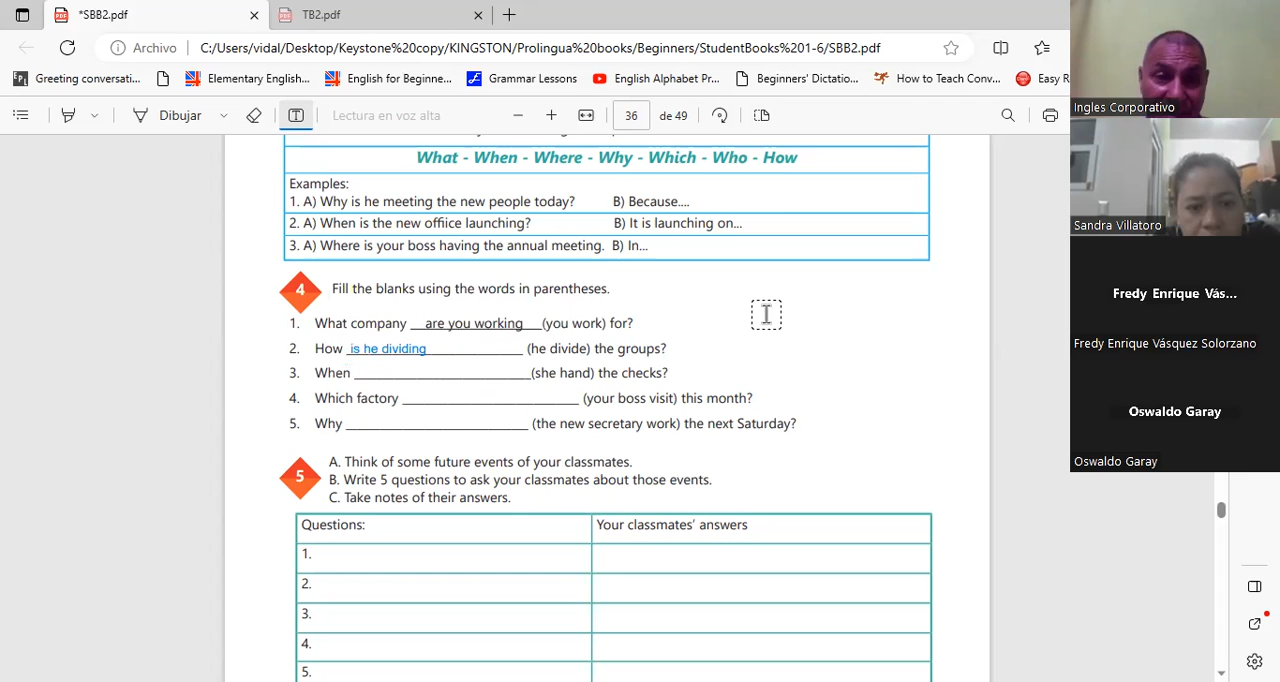 *SBB2.pdf
TB2.pdf
Archivo
C:/Users/vidal/Desktop/Keystone%20copy/KINGSTON/Prolingua%20books/Beginners/StudentBooks%201-6/SBB2.pdf
Greeting conversati...
Elementary English...
English for Beginne...
Grammar Lessons
English Alphabet Pr...
Beginners' Dictatio...
How to Teach Conv...
Easy R
Dibujar
Lectura en voz alta
36
de 49
What - When - Where - Why - Which - Who - How
Examples:
1. A) Why is he meeting the new people today? B) Because....
2. A) When is the new offiice launching? B) It is launching on...
3. A) Where is your boss having the annual meeting. B) In...
4 Fill the blanks using the words in parentheses.
1. What company __are you working__(you work) for?
2. How is he dividing____________ (he divide) the groups?
3. When ______________________(she hand) the checks?
4. Which factory ______________________ (your boss visit) this month?
5. Why ______________________ (the new secretary work) the next Saturday?
5
A. Think of some future events of your classmates.
B. Write 5 questions to ask your classmates about those events.
C. Take notes of their answers.
Questions: Your classmates' answers
1.
2.
3.
4.
5.
Ingles Corporativo
Sandra Villatoro
Fredy Enrique Vás...
Fredy Enrique Vásquez Solorzano
Oswaldo Garay
Oswaldo Garay